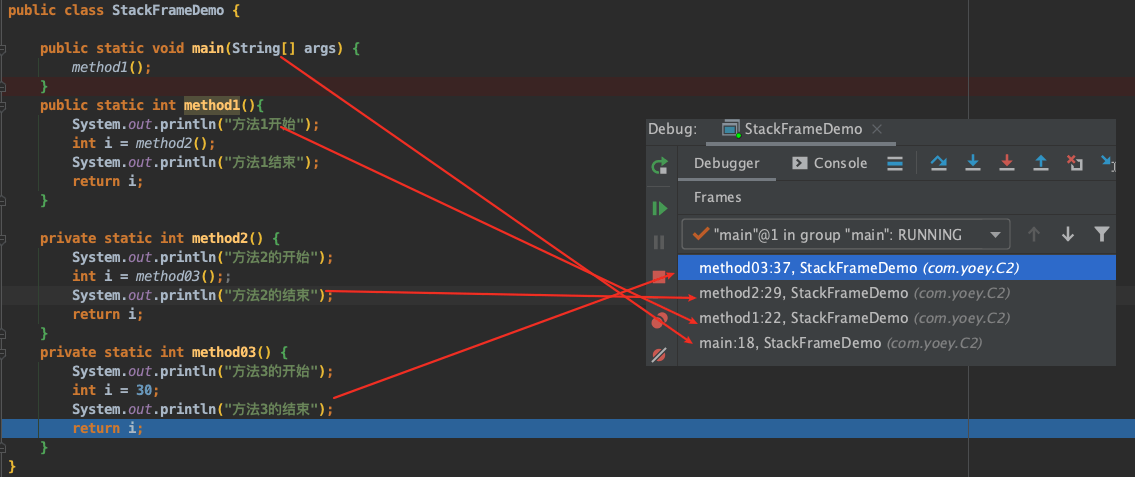 public class StackFrameDemo {
public static void main(String[] args) {
method1();
}
public static int method1(){
System.out.println("方法1开始");
int i = method2();
System.out.println("方法1结束");
return i;
}
private static int method2() {
System.out.println("方法2的开始");
int i = method03();;
System.out.println("方法2的结束");
return i;
}
private static int method03() {
System.out.println("方法3的开始");
int i = 30;
System.out.println("方法3的结束");
return i;
}
}
Debug: StackFrameDemo
Debugger Console
Frames
"main"@1 in group "main": RUNNING
method03:37, StackFrameDemo (com.yoey.C2)
method2:29, StackFrameDemo (com.yoey.C2)
method1:22, StackFrameDemo (com.yoey.C2)
main:18, StackFrameDemo (com.yoey.C2)